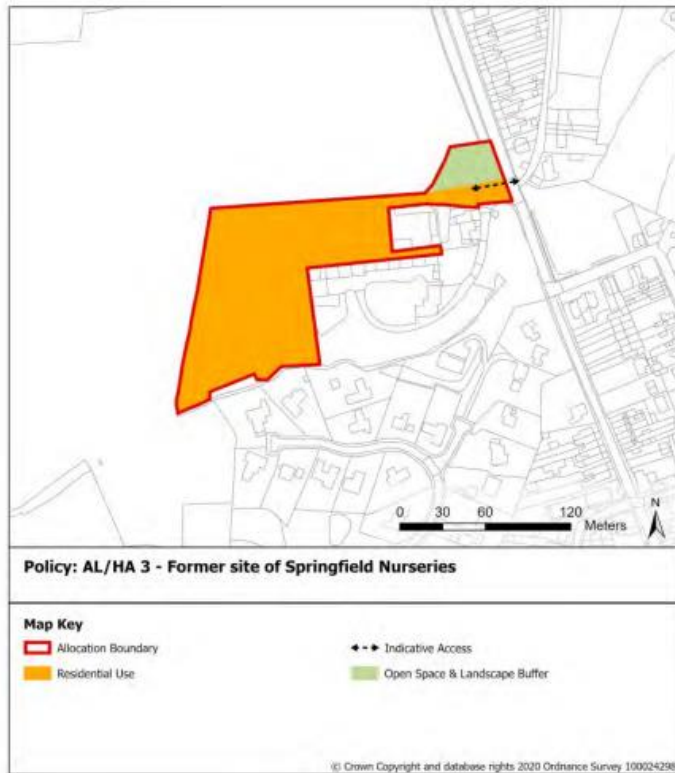 0 30 60 120
Meters
N
Policy: AL/HA 3 - Former site of Springfield Nurseries
Map Key
Allocation Boundary
Indicative Access
Residential Use
Open Space & Landscape Buffer
© Crown Copyright and database rights 2020 Ordnance Survey 100024298